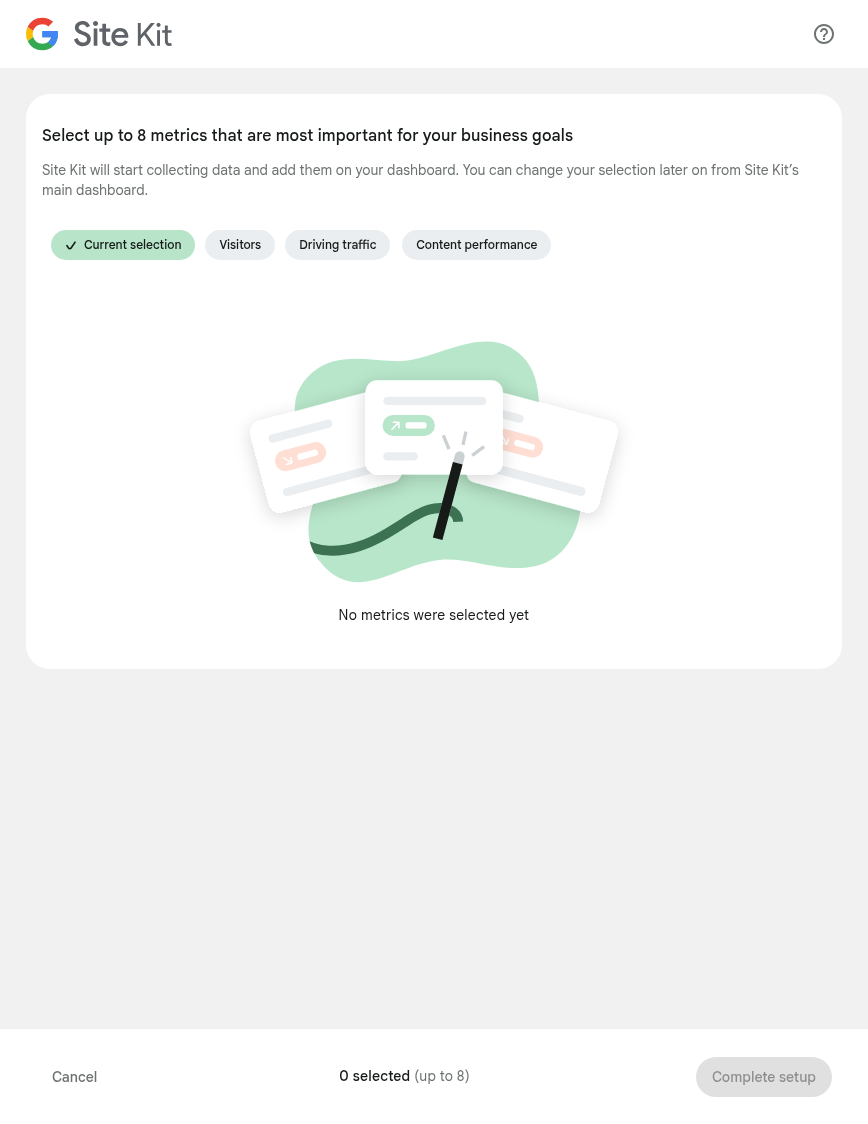 Site Kit
Select up to 8 metrics that are most important for your business goals
Site Kit will start collecting data and add them on your dashboard. You can change your selection later on from Site Kit’s
main dashboard.
Current selection Visitors Driving traffic Content performance
No metrics were selected yet
Cancel 0 selected (up to 8) Complete setup